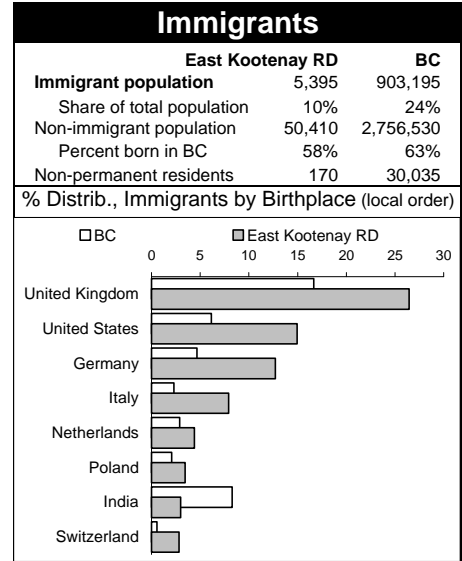 Immigrants
East Kootenay RD BC
Immigrant population 5,395 903,195
Share of total population 10% 24%
Non-immigrant population 50,410 2,756,530
Percent born in BC 58% 63%
Non-permanent residents 170 30,035
% Distrib., Immigrants by Birthplace (local order)
BC East Kootenay RD
0 5 10 15 20 25 30
United Kingdom
United States
Germany
Italy
Netherlands
Poland
India
Switzerland